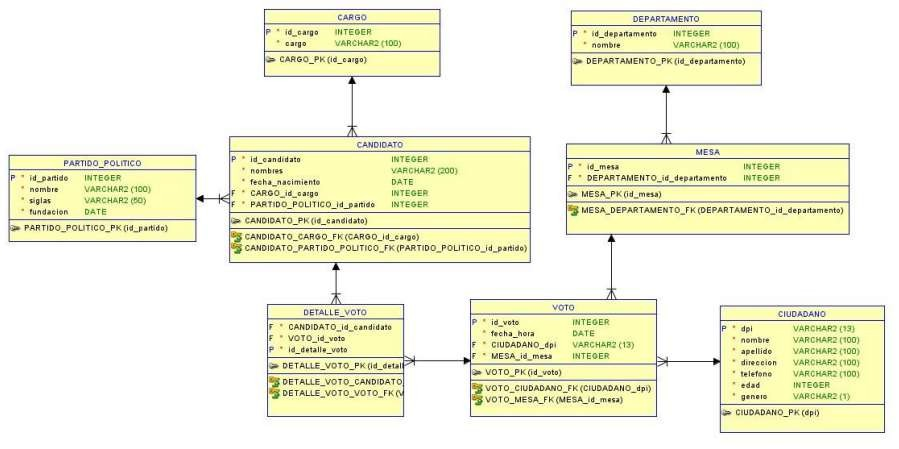 CARGO
P * id_cargo INTEGER
* cargo VARCHAR2 (100)
CARGO_PK (id_cargo)
DEPARTAMENTO
P * id_departamento INTEGER
* nombre VARCHAR2 (100)
DEPARTAMENTO_PK (id_departamento)
PARTIDO_POLITICO
P * id_partido INTEGER
* nombre VARCHAR2 (100)
* siglas VARCHAR2 (50)
* fundacion DATE
PARTIDO_POLITICO_PK (id_partido)
CANDIDATO
P * id_candidato INTEGER
* nombres VARCHAR2 (200)
* fecha_nacimiento DATE
F * CARGO_id_cargo INTEGER
F * PARTIDO_POLITICO_id_partido INTEGER
CANDIDATO_PK (id_candidato)
CANDIDATO_CARGO_FK (CARGO_id_cargo)
CANDIDATO_PARTIDO_POLITICO_FK (PARTIDO_POLITICO_id_partido)
MESA
P * id_mesa INTEGER
F * DEPARTAMENTO_id_departamento INTEGER
MESA_PK (id_mesa)
MESA_DEPARTAMENTO_FK (DEPARTAMENTO_id_departamento)
DETALLE_VOTO
F * CANDIDATO_id_candidato
F * VOTO_id_voto
P * id_detalle_voto
DETALLE_VOTO_PK (id_detall
DETALLE_VOTO_CANDIDATO_
DETALLE_VOTO_VOTO_FK (V
VOTO
P * id_voto INTEGER
* fecha_hora DATE
F * CIUDADANO_dpi VARCHAR2 (13)
F * MESA_id_mesa INTEGER
VOTO_PK (id_voto)
VOTO_CIUDADANO_FK (CIUDADANO_dpi)
VOTO_MESA_FK (MESA_id_mesa)
CIUDADANO
P * dpi VARCHAR2 (13)
* nombre VARCHAR2 (100)
* apellido VARCHAR2 (100)
* direccion VARCHAR2 (100)
* telefono VARCHAR2 (100)
* edad INTEGER
* genero VARCHAR2 (1)
CIUDADANO_PK (dpi)